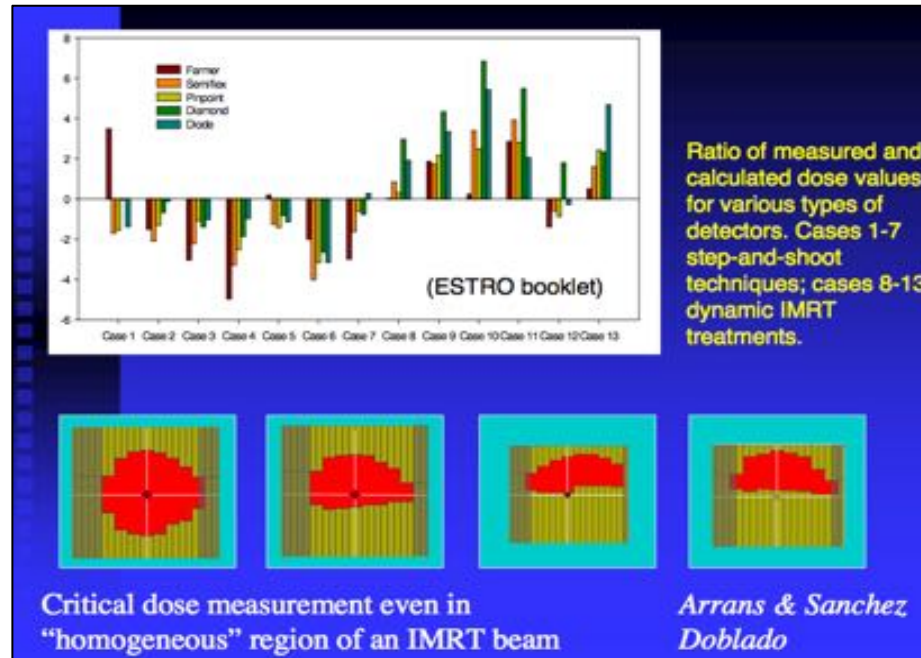 8
6
4
2
0
-2
-4
-6
Farmer
Semiflex
Pinpoint
Diamond
Diode
(ESTRO booklet)
Case 1 Case 2 Case 3 Case 4 Case 5 Case 6 Case 7 Case 8 Case 9 Case 10 Case 11 Case 12 Case 13
Ratio of measured and
calculated dose values
for various types of
detectors. Cases 1-7
step-and-shoot
techniques; cases 8-13
dynamic IMRT
treatments.
Critical dose measurement even in
“homogeneous” region of an IMRT beam
Arrans & Sanchez
Doblado